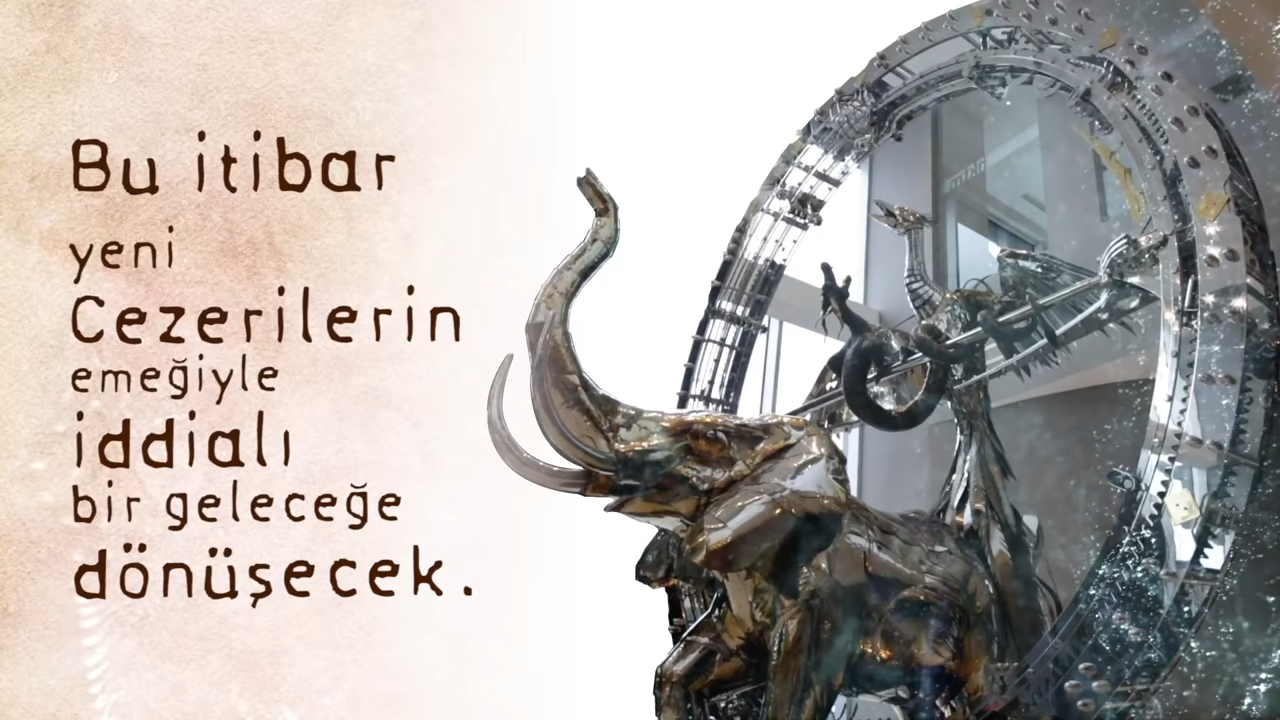 Bu itibar
yeni
Cezerilerin
emeğiyle
iddialı
bir geleceğe
dönüşecek.